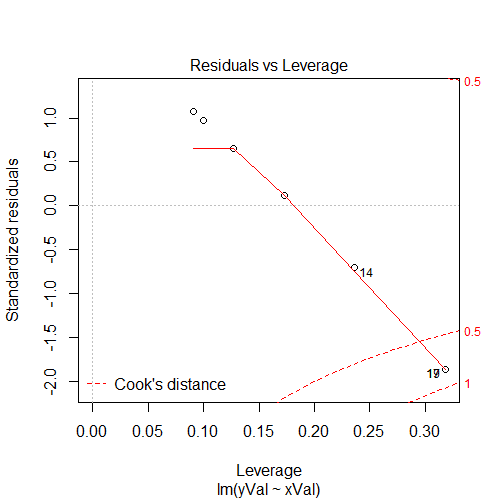 Residuals vs Leverage
0.5
1.0
0.5
0.0
-0.5
-1.0
-1.5
-2.0
Standardized residuals
14
0.5
1
Cook's distance
0.00 0.05 0.10 0.15 0.20 0.25 0.30
Leverage
lm(yVal ~ xVal)